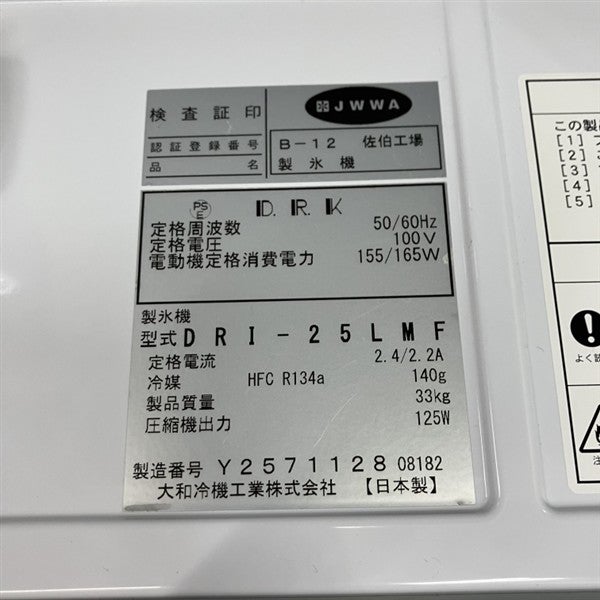 検査証印 JWWA
認証登録番号 B-12 佐伯工場
品名 製氷機
PSE D.R.K
定格周波数 50/60Hz
定格電圧 100V
電動機定格消費電力 155/165W
製氷機
型式 DRI-25LMF
定格電流 2.4/2.2A
冷媒 HFC R134a 140g
製品質量 33kg
圧縮機出力 125W
製造番号 Y2571128 08182
大和冷機工業株式会社 【日本製】
この製
[1]
[2]
[3]
[4]
[5]
よく